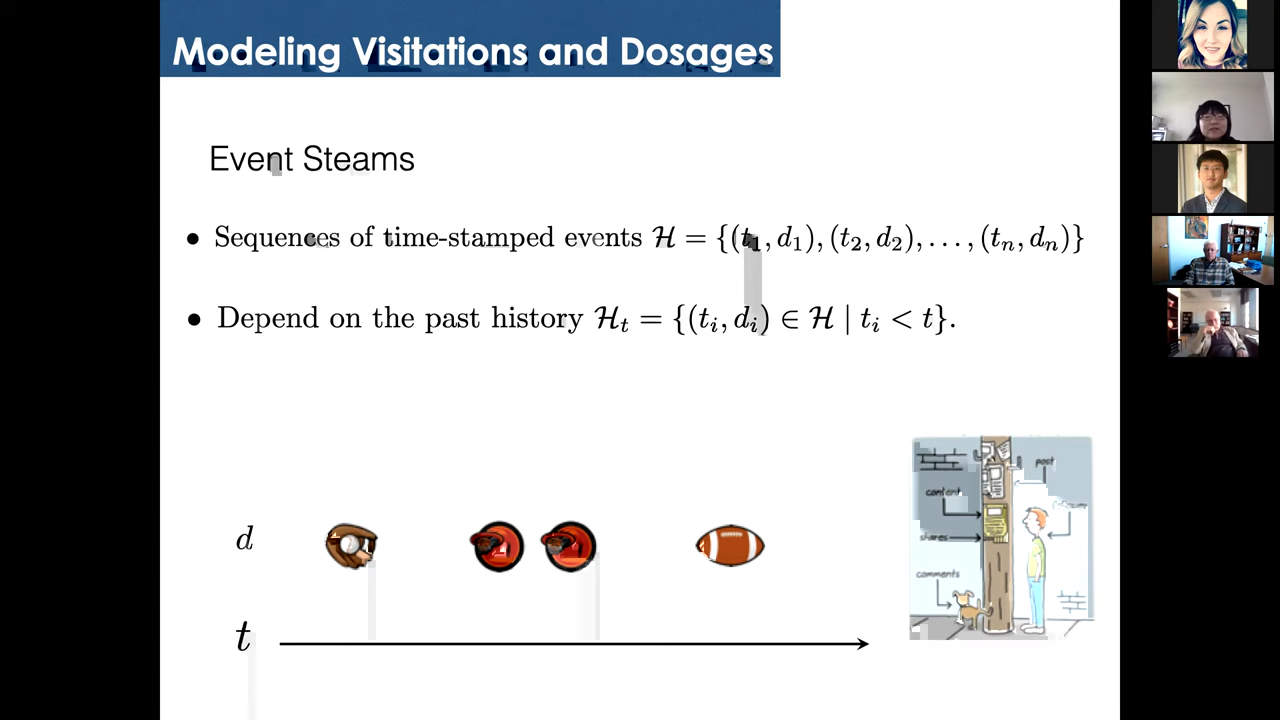 Modeling Visitations and Dosages
Event Steams
• Sequences of time-stamped events ℋ = {(t₁, d₁), (t₂, d₂), . . . , (tₙ, dₙ)}
• Depend on the past history ℋₜ = {(tᵢ, dᵢ) ∈ ℋ | tᵢ < t}.
post
content
shares
comments
d
t